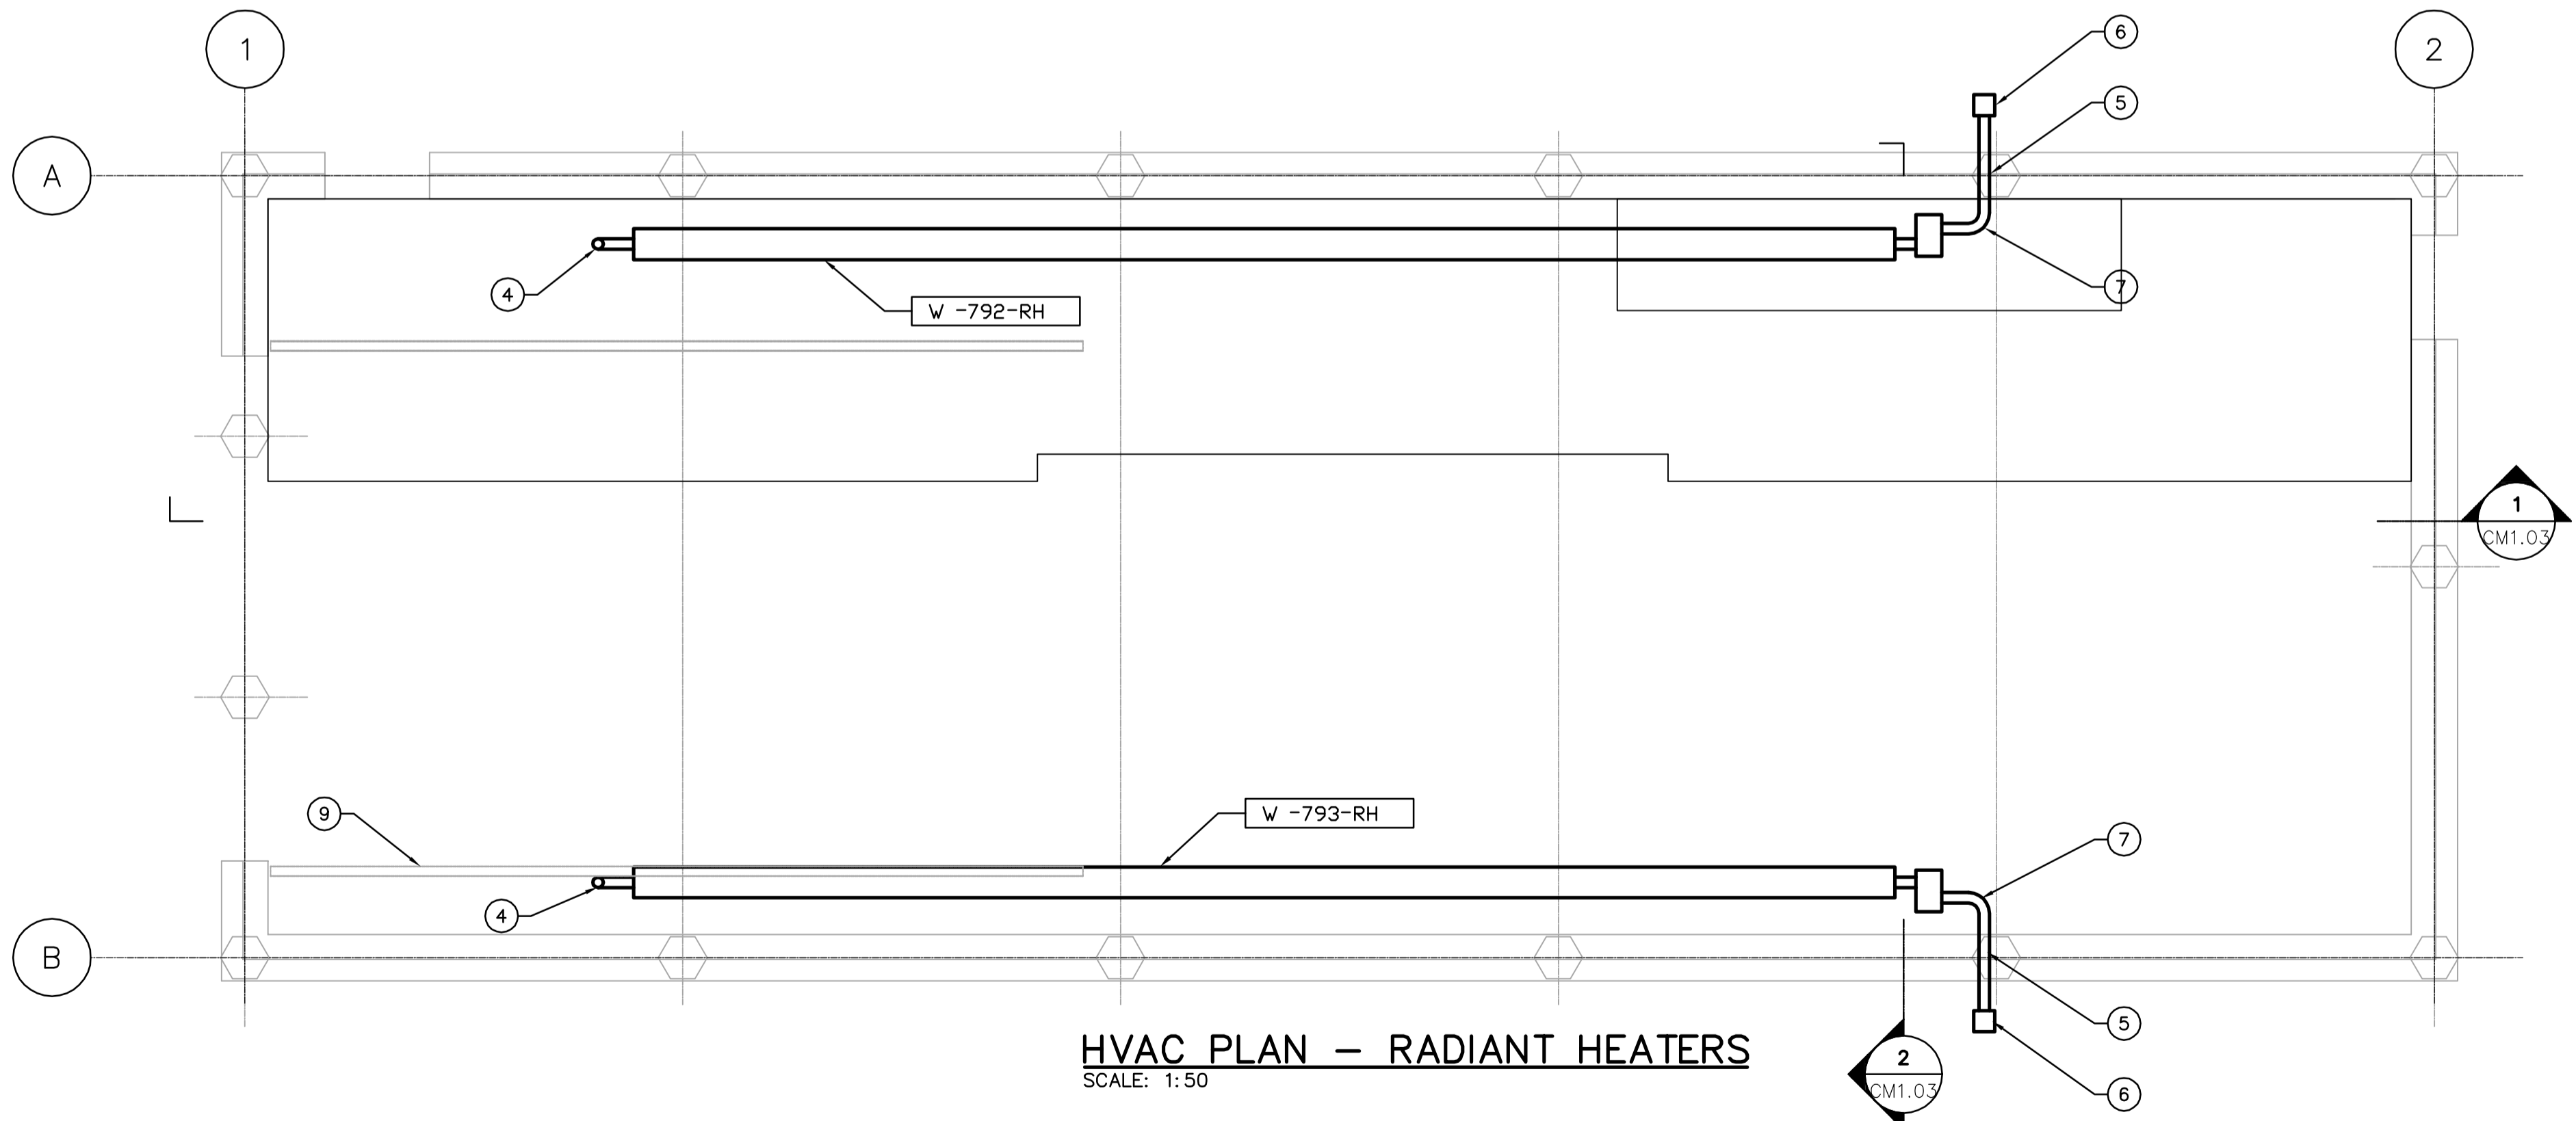 1
2
6
5
A
4
7
W -792-RH
1
CM1.03
9
W -793-RH
7
4
B
5
HVAC PLAN – RADIANT HEATERS
SCALE: 1:50
2
CM1.03
6